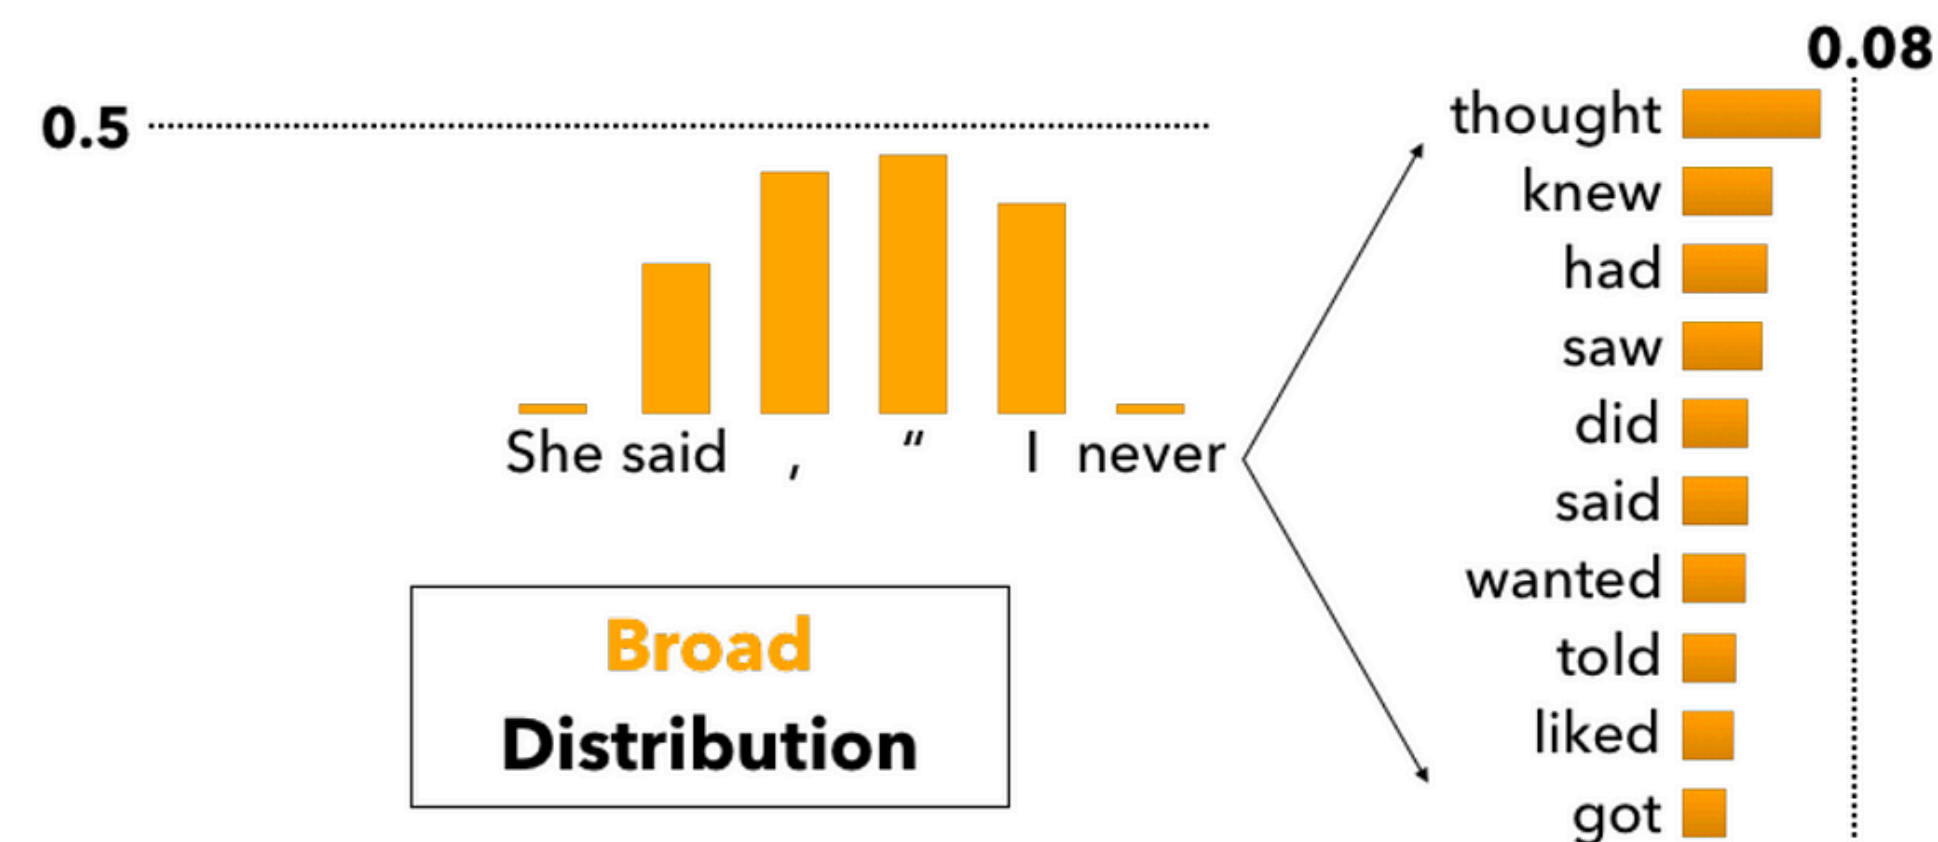 0.5
She said , “ I never
Broad
Distribution
0.08
thought
knew
had
saw
did
said
wanted
told
liked
got